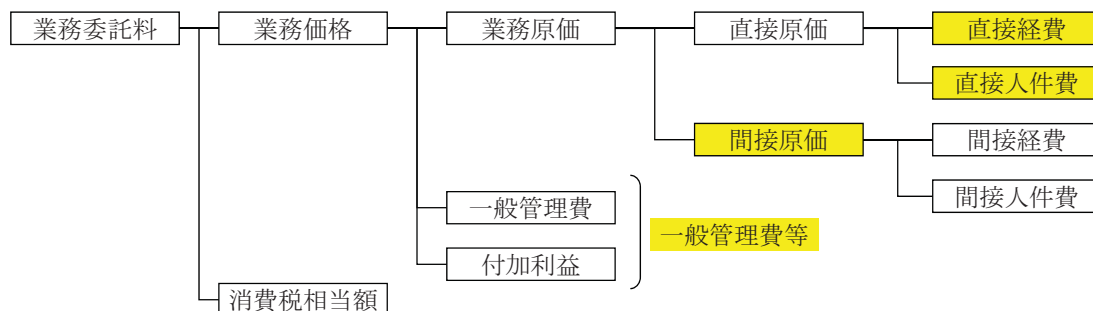 業務委託料 業務価格 業務原価 直接原価 直接経費
直接人件費
間接原価 間接経費
間接人件費
一般管理費
一般管理費等
付加利益
消費税相当額